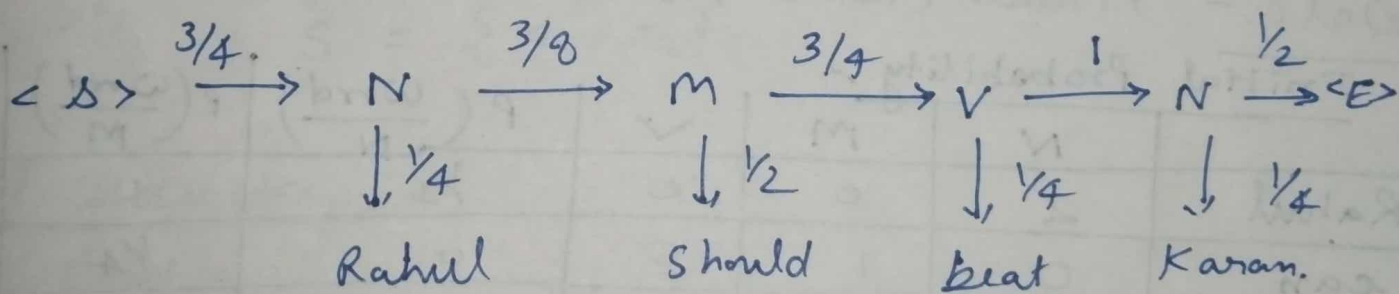 3/4. 3/8 3/4 1 1/2
<S> → N → M → V → N → <E>
↓ 1/4 ↓ 1/2 ↓ 1/4 ↓ 1/4
Rahul Should beat Karan.